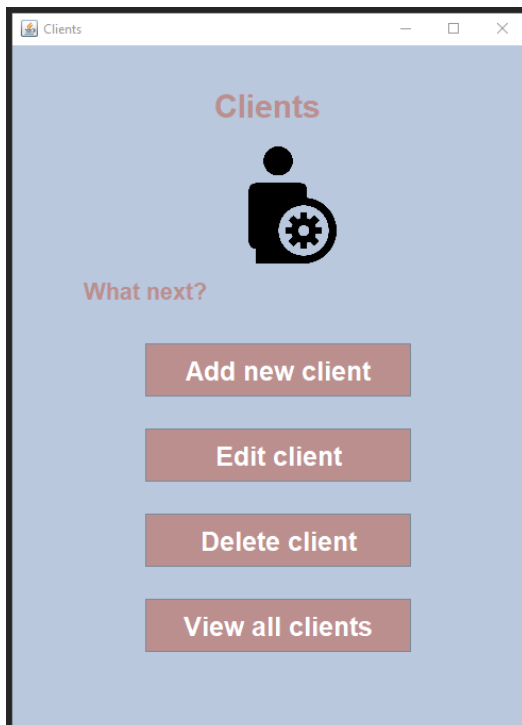 Clients
Clients
What next?
Add new client
Edit client
Delete client
View all clients